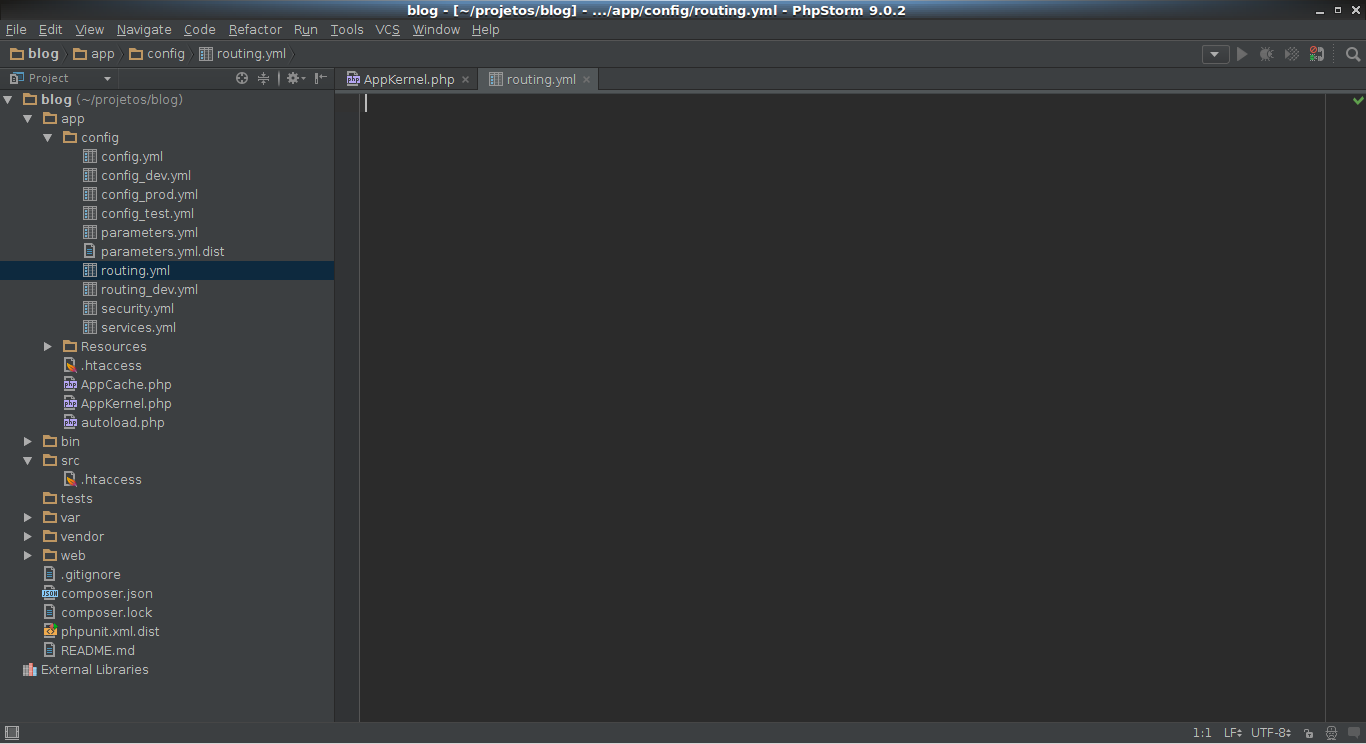 blog - [~/projetos/blog] - .../app/config/routing.yml - PhpStorm 9.0.2
File Edit View Navigate Code Refactor Run Tools VCS Window Help
blog app config routing.yml
Project AppKernel.php routing.yml
blog (~/projetos/blog)
app
config
config.yml
config_dev.yml
config_prod.yml
config_test.yml
parameters.yml
parameters.yml.dist
routing.yml
routing_dev.yml
security.yml
services.yml
Resources
.htaccess
AppCache.php
AppKernel.php
autoload.php
bin
src
.htaccess
tests
var
vendor
web
.gitignore
composer.json
composer.lock
phpunit.xml.dist
README.md
External Libraries
1:1 LF UTF-8